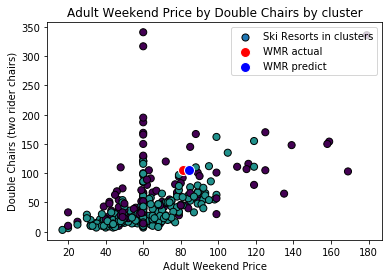 Adult Weekend Price by Double Chairs by cluster
Ski Resorts in clusters
WMR actual
WMR predict
Double Chairs (two rider chairs)
350
300
250
200
150
100
50
0
20 40 60 80 100 120 140 160 180
Adult Weekend Price